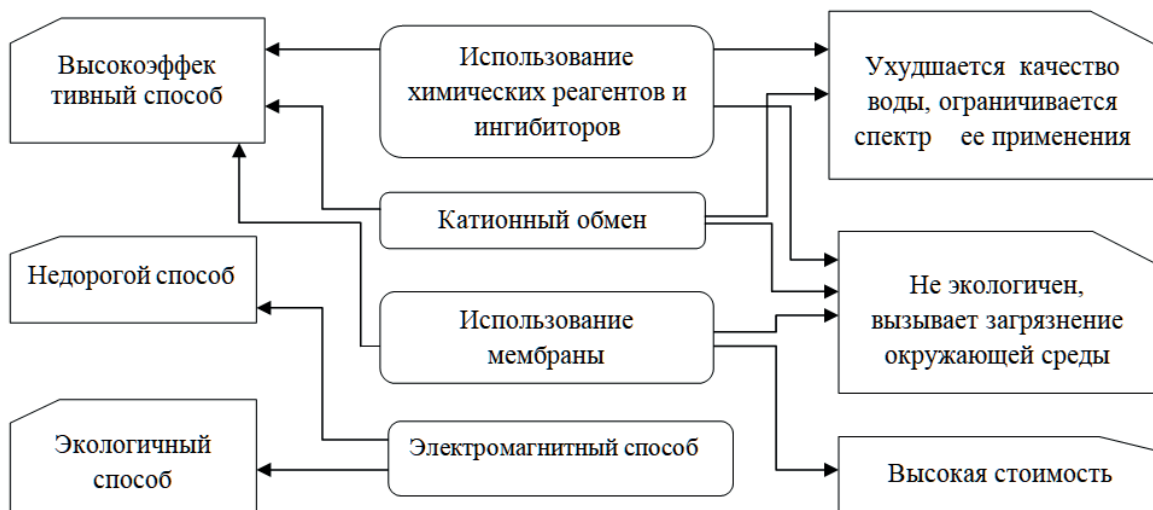 Высокоэффек
тивный способ
Использование
химических реагентов и
ингибиторов
Ухудшается качество
воды, ограничивается
спектр ее применения
Катионный обмен
Недорогой способ
Использование
мембраны
Не экологичен,
вызывает загрязнение
окружающей среды
Экологичный
способ
Электромагнитный способ
Высокая стоимость